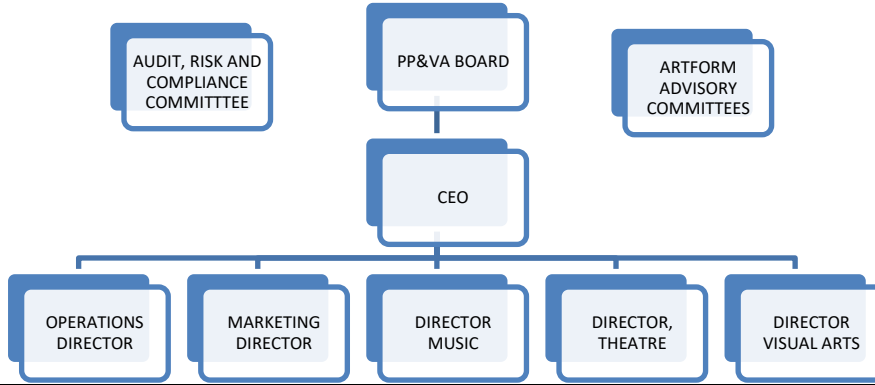 AUDIT, RISK AND
COMPLIANCE
COMMITTTEE
PP&VA BOARD
ARTFORM
ADVISORY
COMMITTEES
CEO
OPERATIONS
DIRECTOR
MARKETING
DIRECTOR
DIRECTOR
MUSIC
DIRECTOR,
THEATRE
DIRECTOR
VISUAL ARTS